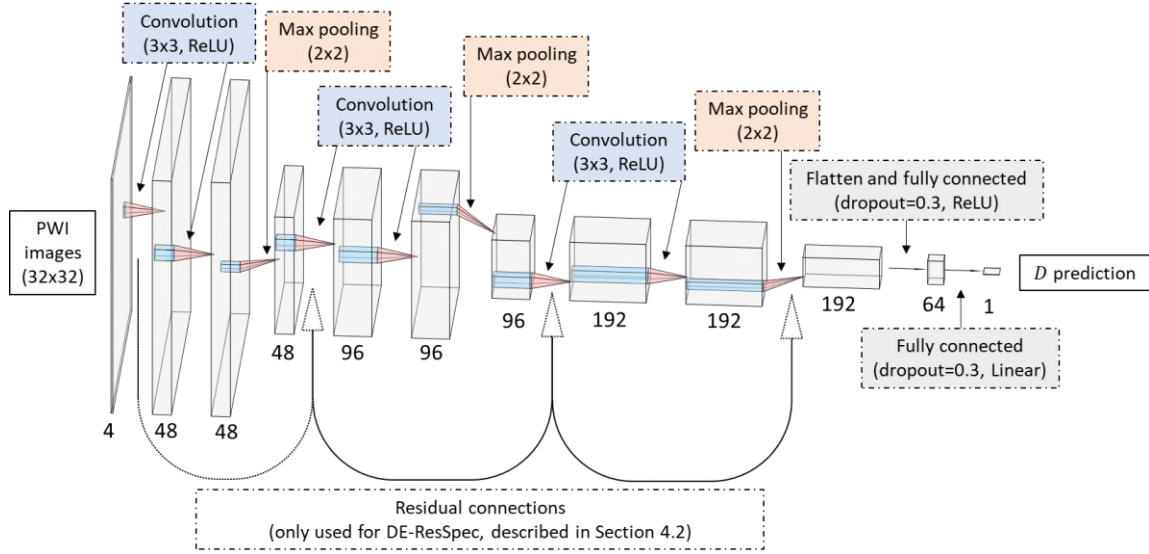 Convolution
(3x3, ReLU)
Max pooling
(2x2)
Max pooling
(2x2)
Convolution
(3x3, ReLU)
Convolution
(3x3, ReLU)
Max pooling
(2x2)
Flatten and fully connected
(dropout=0.3, ReLU)
PWI
images
(32x32)
D prediction
4
48
48
48
96
96
96
192
192
192
64
1
Fully connected
(dropout=0.3, Linear)
Residual connections
(only used for DE-ResSpec, described in Section 4.2)